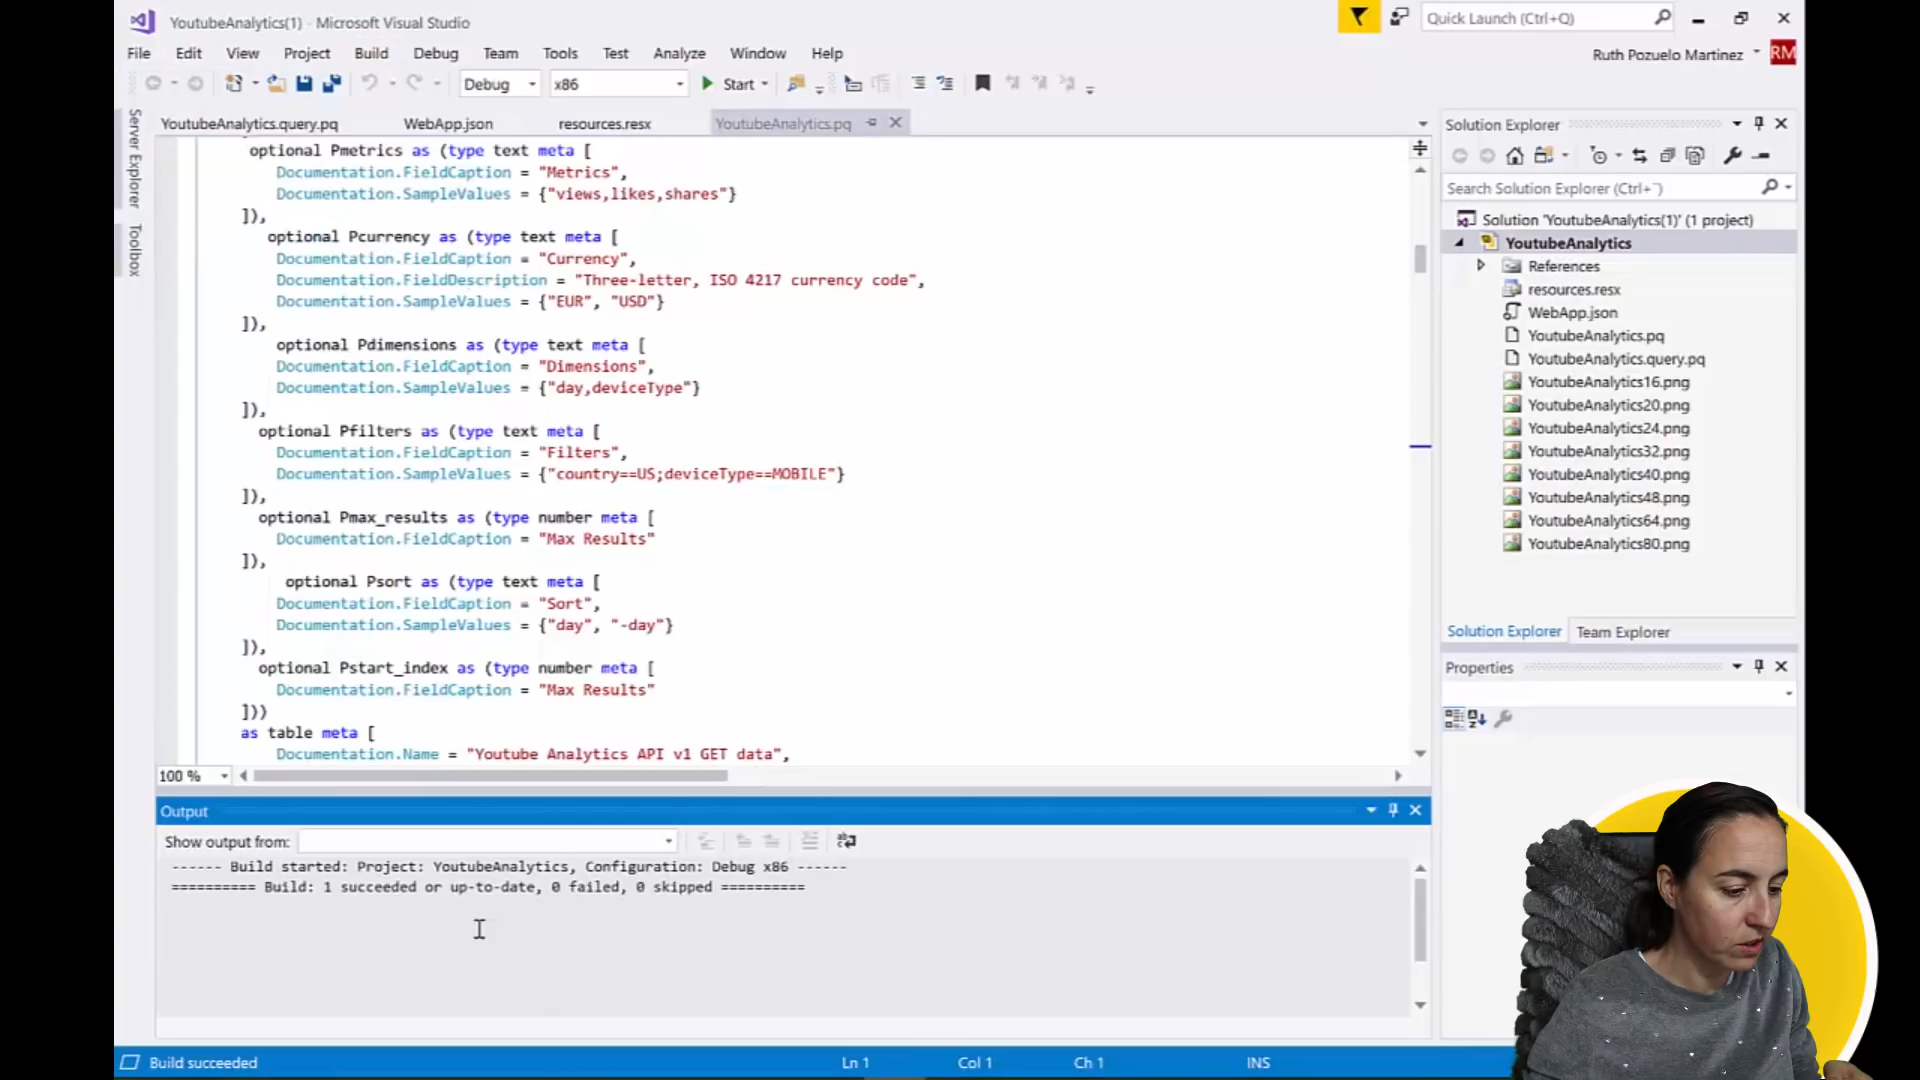 YoutubeAnalytics(1) - Microsoft Visual Studio
Quick Launch (Ctrl+Q)
File Edit View Project Build Debug Team Tools Test Analyze Window Help
Ruth Pozuelo Martinez RM
Debug x86 Start
Server Explorer
Toolbox
YoutubeAnalytics.query.pq WebApp.json resources.resx YoutubeAnalytics.pq
optional Pmetrics as (type text meta [
Documentation.FieldCaption = "Metrics",
Documentation.SampleValues = {"views,likes,shares"}
]),
optional Pcurrency as (type text meta [
Documentation.FieldCaption = "Currency",
Documentation.FieldDescription = "Three-letter, ISO 4217 currency code",
Documentation.SampleValues = {"EUR", "USD"}
]),
optional Pdimensions as (type text meta [
Documentation.FieldCaption = "Dimensions",
Documentation.SampleValues = {"day,deviceType"}
]),
optional Pfilters as (type text meta [
Documentation.FieldCaption = "Filters",
Documentation.SampleValues = {"country==US;deviceType==MOBILE"}
]),
optional Pmax_results as (type number meta [
Documentation.FieldCaption = "Max Results"
]),
optional Psort as (type text meta [
Documentation.FieldCaption = "Sort",
Documentation.SampleValues = {"day", "-day"}
]),
optional Pstart_index as (type number meta [
Documentation.FieldCaption = "Max Results"
]))
as table meta [
Documentation.Name = "Youtube Analytics API v1 GET data",
100 %
Output
Show output from:
------ Build started: Project: YoutubeAnalytics, Configuration: Debug x86 ------
========== Build: 1 succeeded or up-to-date, 0 failed, 0 skipped ==========
Solution Explorer
Search Solution Explorer (Ctrl+¨)
Solution 'YoutubeAnalytics(1)' (1 project)
YoutubeAnalytics
References
resources.resx
WebApp.json
YoutubeAnalytics.pq
YoutubeAnalytics.query.pq
YoutubeAnalytics16.png
YoutubeAnalytics20.png
YoutubeAnalytics24.png
YoutubeAnalytics32.png
YoutubeAnalytics40.png
YoutubeAnalytics48.png
YoutubeAnalytics64.png
YoutubeAnalytics80.png
Solution Explorer Team Explorer
Properties
Build succeeded Ln 1 Col 1 Ch 1 INS